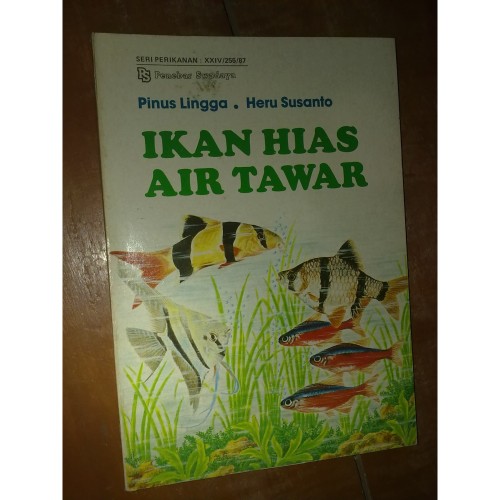 SERI PERIKANAN : XXIV/255/87
PS Penebar Swadaya
Pinus Lingga . Heru Susanto
IKAN HIAS
AIR TAWAR